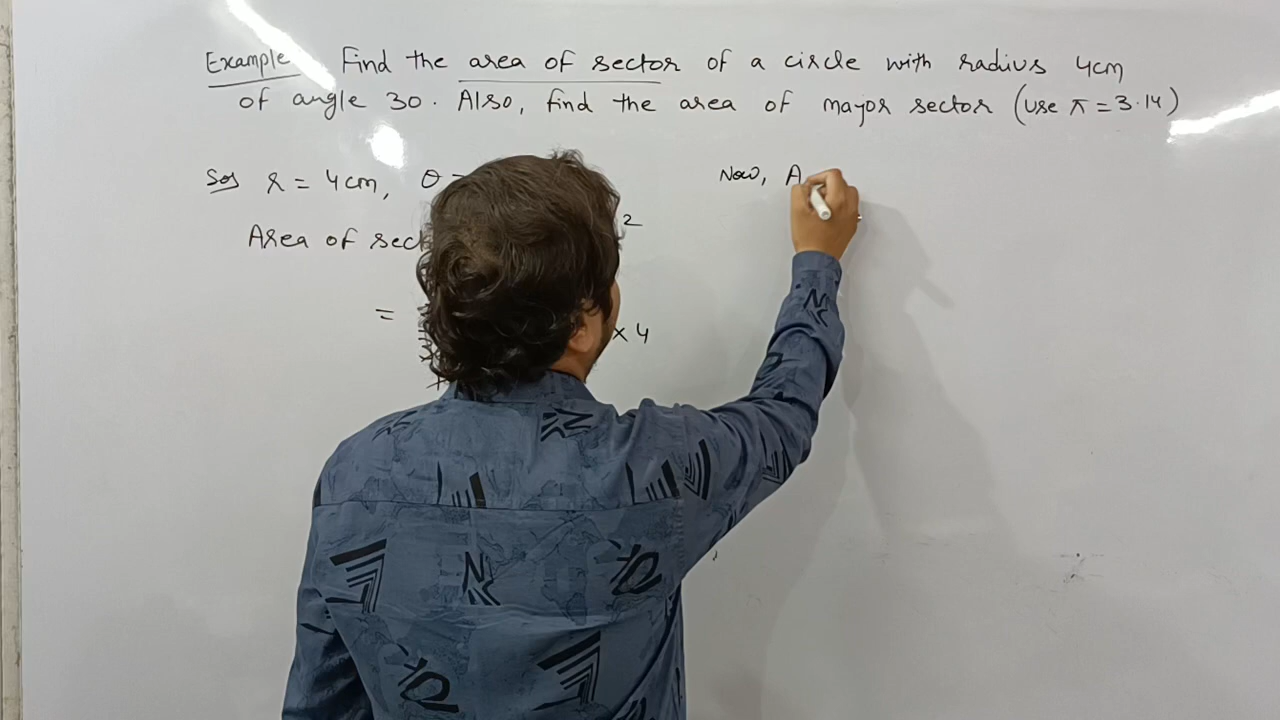 Example Find the area of sector of a circle with radius 4cm
of angle 30. Also, find the area of major sector (use π = 3.14)
Sol r = 4cm, θ =
Area of sect 2
= × 4
Now, A